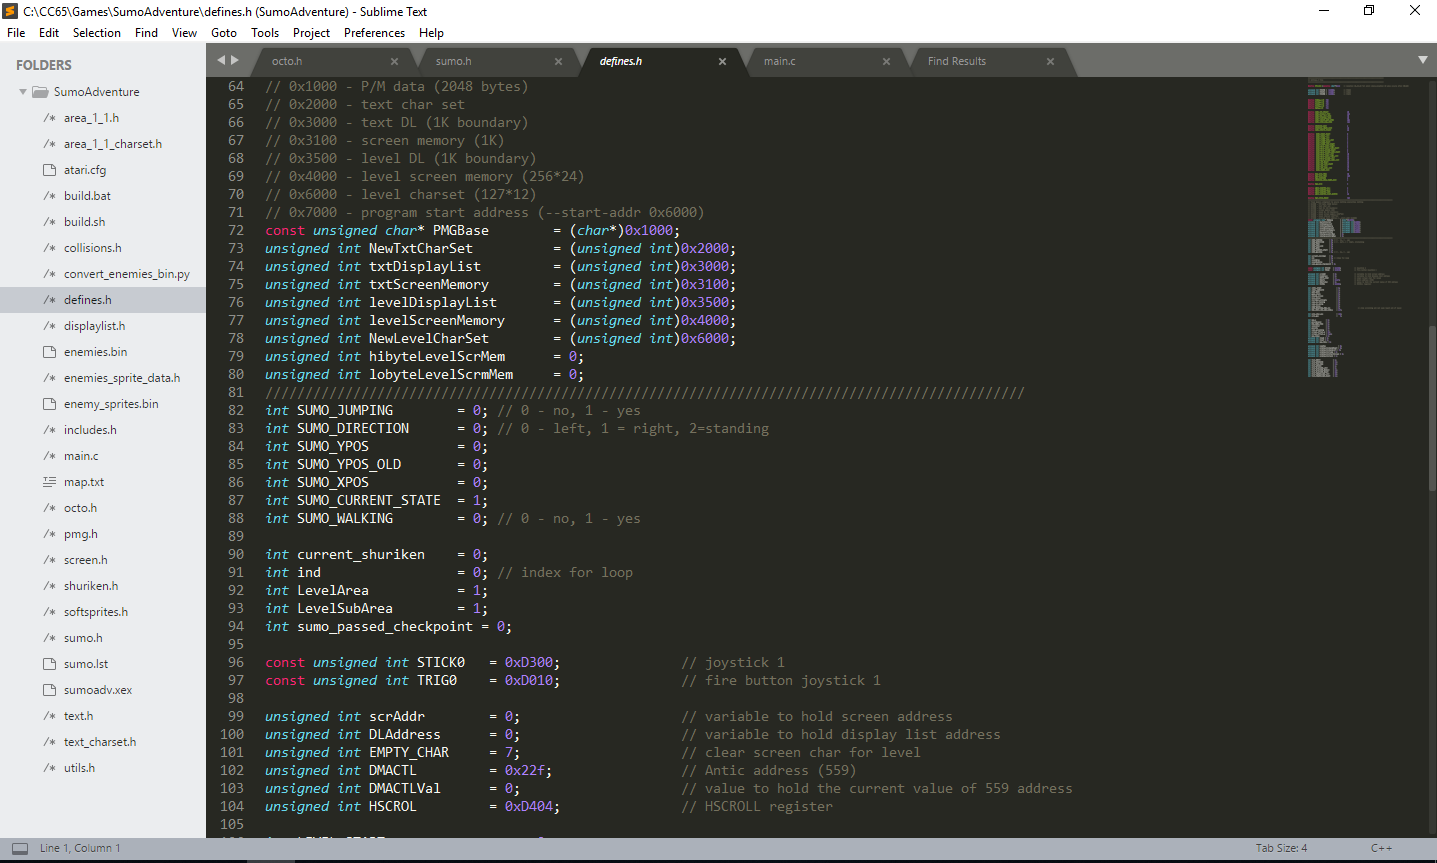 C:\CC65\Games\SumoAdventure\defines.h (SumoAdventure) - Sublime Text
File Edit Selection Find View Goto Tools Project Preferences Help
FOLDERS
SumoAdventure
/* area_1_1.h
/* area_1_1_charset.h
atari.cfg
/* build.bat
/* build.sh
/* collisions.h
/* convert_enemies_bin.py
/* defines.h
/* displaylist.h
enemies.bin
/* enemies_sprite_data.h
enemy_sprites.bin
/* includes.h
/* main.c
map.txt
/* octo.h
/* pmg.h
/* screen.h
/* shuriken.h
/* softsprites.h
/* sumo.h
sumo.lst
sumoadv.xex
/* text.h
/* text_charset.h
/* utils.h
octo.h × sumo.h × defines.h × main.c × Find Results ×
64 // 0x1000 - P/M data (2048 bytes)
65 // 0x2000 - text char set
66 // 0x3000 - text DL (1K boundary)
67 // 0x3100 - screen memory (1K)
68 // 0x3500 - level DL (1K boundary)
69 // 0x4000 - level screen memory (256*24)
70 // 0x6000 - level charset (127*12)
71 // 0x7000 - program start address (--start-addr 0x6000)
72 const unsigned char* PMGBase = (char*)0x1000;
73 unsigned int NewTxtCharSet = (unsigned int)0x2000;
74 unsigned int txtDisplayList = (unsigned int)0x3000;
75 unsigned int txtScreenMemory = (unsigned int)0x3100;
76 unsigned int levelDisplayList = (unsigned int)0x3500;
77 unsigned int levelScreenMemory = (unsigned int)0x4000;
78 unsigned int NewLevelCharSet = (unsigned int)0x6000;
79 unsigned int hibyteLevelScrMem = 0;
80 unsigned int lobyteLevelScrmMem = 0;
81 ///////////////////////////////////////////////////////////////////////////////////////////////
82 int SUMO_JUMPING = 0; // 0 - no, 1 - yes
83 int SUMO_DIRECTION = 0; // 0 - left, 1 = right, 2=standing
84 int SUMO_YPOS = 0;
85 int SUMO_YPOS_OLD = 0;
86 int SUMO_XPOS = 0;
87 int SUMO_CURRENT_STATE = 1;
88 int SUMO_WALKING = 0; // 0 - no, 1 - yes
89
90 int current_shuriken = 0;
91 int ind = 0; // index for loop
92 int LevelArea = 1;
93 int LevelSubArea = 1;
94 int sumo_passed_checkpoint = 0;
95
96 const unsigned int STICK0 = 0xD300; // joystick 1
97 const unsigned int TRIG0 = 0xD010; // fire button joystick 1
98
99 unsigned int scrAddr = 0; // variable to hold screen address
100 unsigned int DLAddress = 0; // variable to hold display list address
101 unsigned int EMPTY_CHAR = 7; // clear screen char for level
102 unsigned int DMACTL = 0x22f; // Antic address (559)
103 unsigned int DMACTLVal = 0; // value to hold the current value of 559 address
104 unsigned int HSCROL = 0xD404; // HSCROLL register
105
Line 1, Column 1 Tab Size: 4 C++